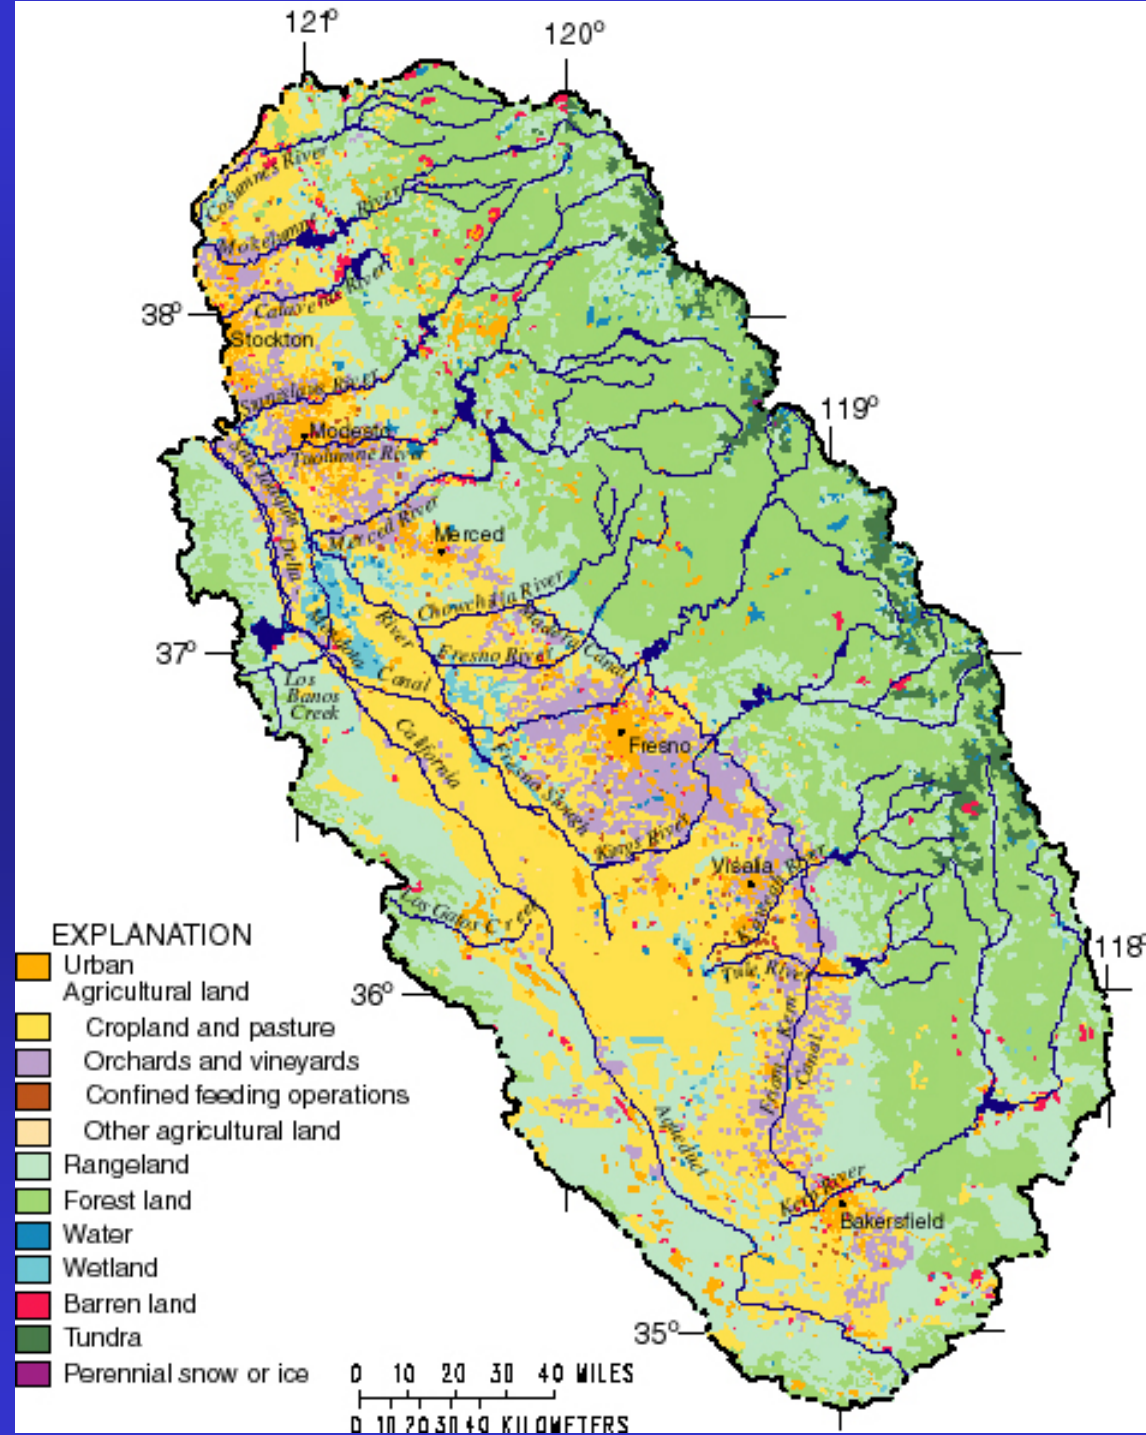 121°
120°
Cosumnes River
Mokelumne River
Calaveras River
38°
Stockton
Stanislaus River
119°
Modesto
Tuolumne River
San Joaquin
Delta
Merced River
Merced
Chowchilla River
Madera Canal
River
Fresno River
37°
Mendota
Canal
Los
Banos
Creek
California
Fresno
Fresno Slough
Kings River
Visalia
Kaweah River
Los Gatos Creek
118°
Tule River
36°
Friant Kern
Canal
Aqueduct
Kern River
Bakersfield
35°
EXPLANATION
Urban
Agricultural land
Cropland and pasture
Orchards and vineyards
Confined feeding operations
Other agricultural land
Rangeland
Forest land
Water
Wetland
Barren land
Tundra
Perennial snow or ice
0 10 20 30 40 MILES
0 10 20 30 40 KILOMETERS